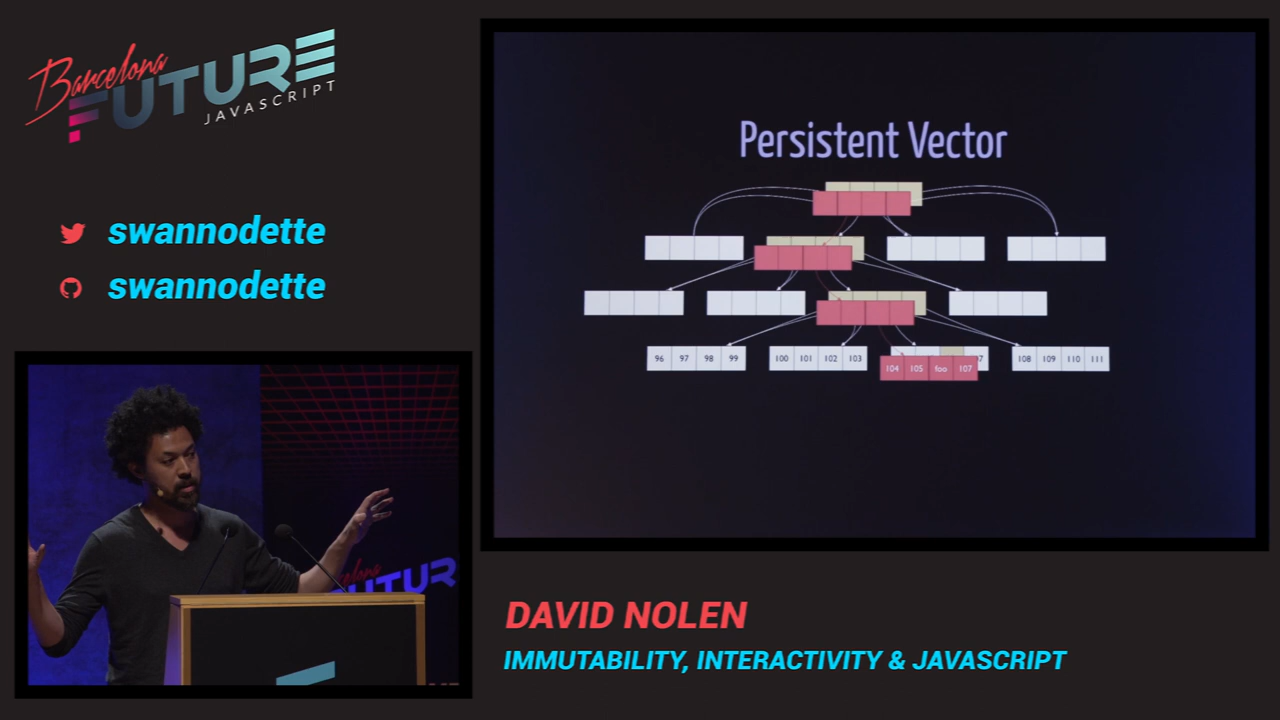 Barcelona
FUTURE
JAVASCRIPT
swannodette
swannodette
Persistent Vector
96 97 98 99 100 101 102 103 108 109 110 111
104 105 foo 107
DAVID NOLEN
IMMUTABILITY, INTERACTIVITY & JAVASCRIPT